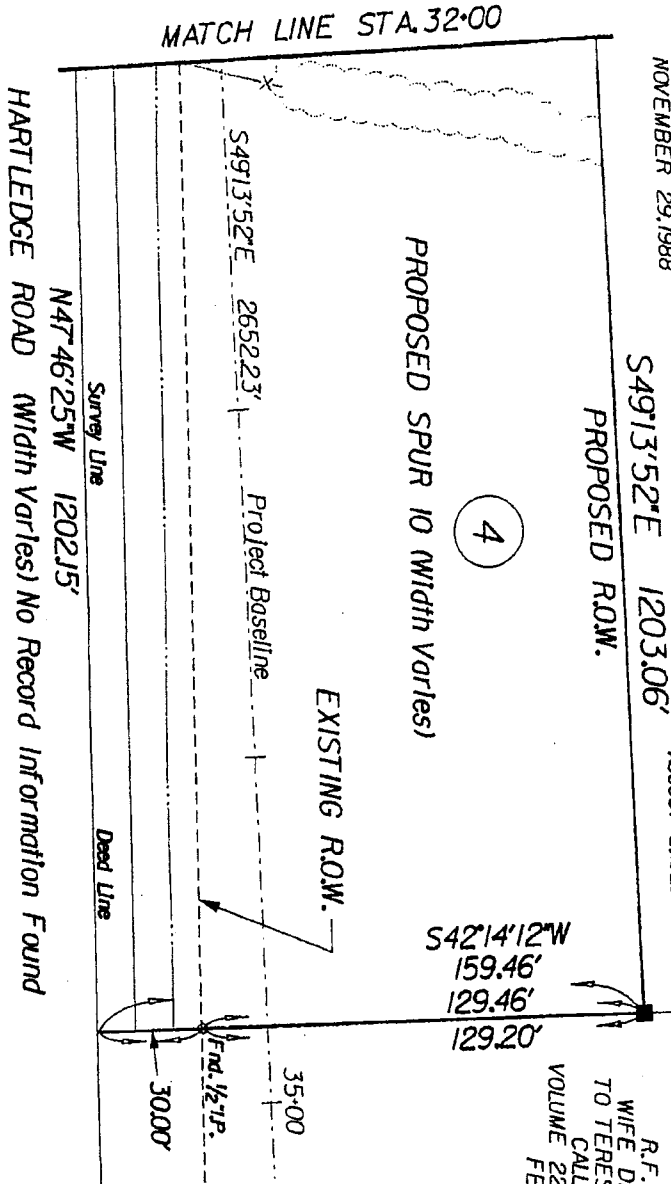 MATCH LINE STA. 32+00
NOVEMBER 29, 1988
S49°13'52"E 1203.06'
PROPOSED R.O.W.
4
PROPOSED SPUR 10 (Width Varies)
S49°13'52"E 2652.23' Project Baseline
EXISTING R.O.W.
S42°14'12"W
159.46'
129.46'
129.20'
35+00
Fnd. 1/2" I.P.
30.00'
Survey Line
Deed Line
N47°46'25"W 1202.15'
HARTLEDGE ROAD (Width Varies) No Record Information Found
R.F.
WIFE D
TO TERES
CALL
VOLUME 22
FE